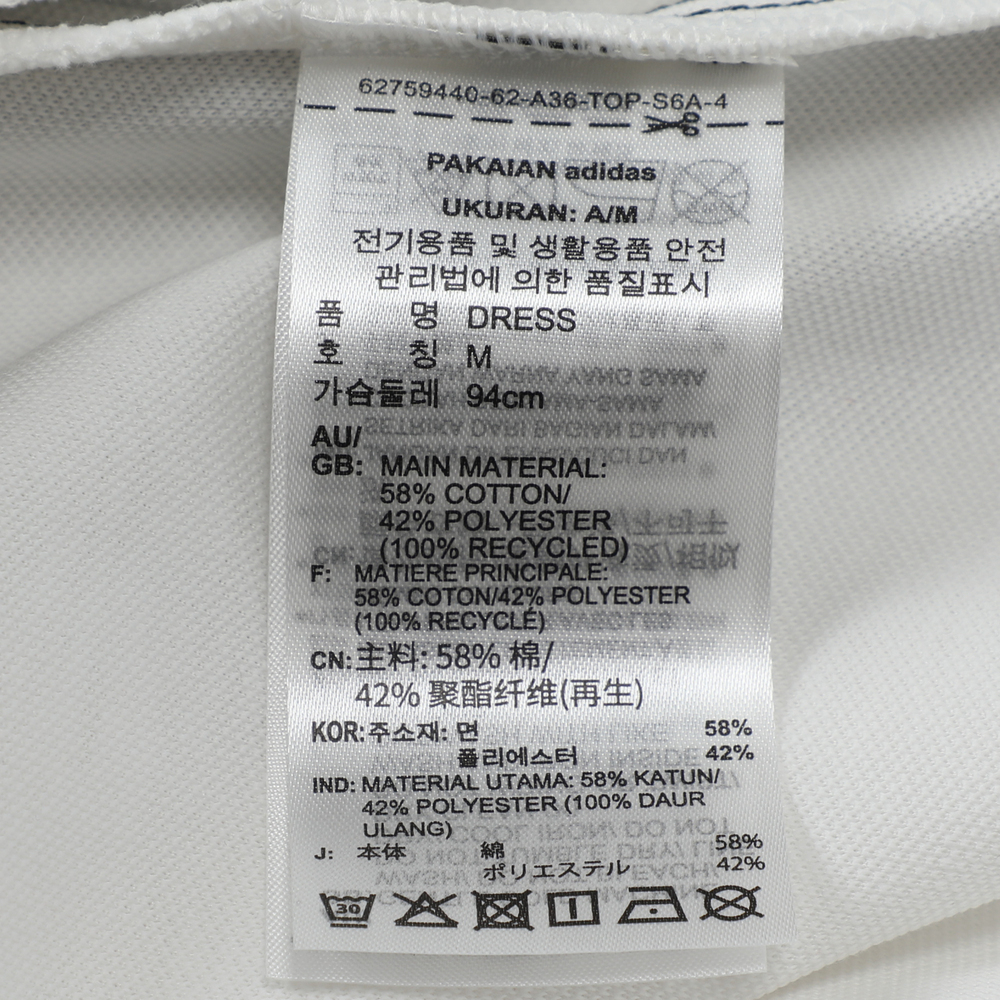 62759440-62-A36-TOP-S6A-4
PAKAIAN adidas
UKURAN: A/M
전기용품 및 생활용품 안전
관리법에 의한 품질표시
품 명 DRESS
호 칭 M
가슴둘레 94cm
AU/
GB: MAIN MATERIAL:
58% COTTON/
42% POLYESTER
(100% RECYCLED)
F: MATIERE PRINCIPALE:
58% COTON/42% POLYESTER
(100% RECYCLÉ)
CN: 主料: 58% 棉/
42% 聚酯纤维(再生)
KOR: 주소재: 면 58%
폴리에스터 42%
IND: MATERIAL UTAMA: 58% KATUN/
42% POLYESTER (100% DAUR
ULANG)
J: 本体 綿 58%
ポリエステル 42%
30